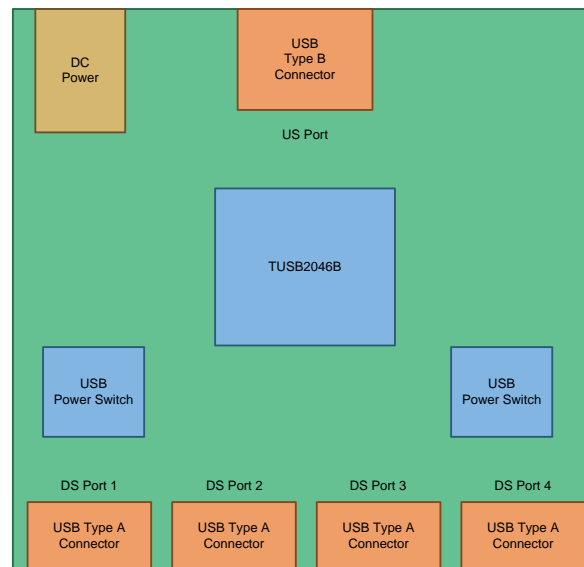 DC
Power
USB
Type B
Connector
US Port
TUSB2046B
USB
Power Switch
USB
Power Switch
DS Port 1
DS Port 2
DS Port 3
DS Port 4
USB Type A
Connector
USB Type A
Connector
USB Type A
Connector
USB Type A
Connector